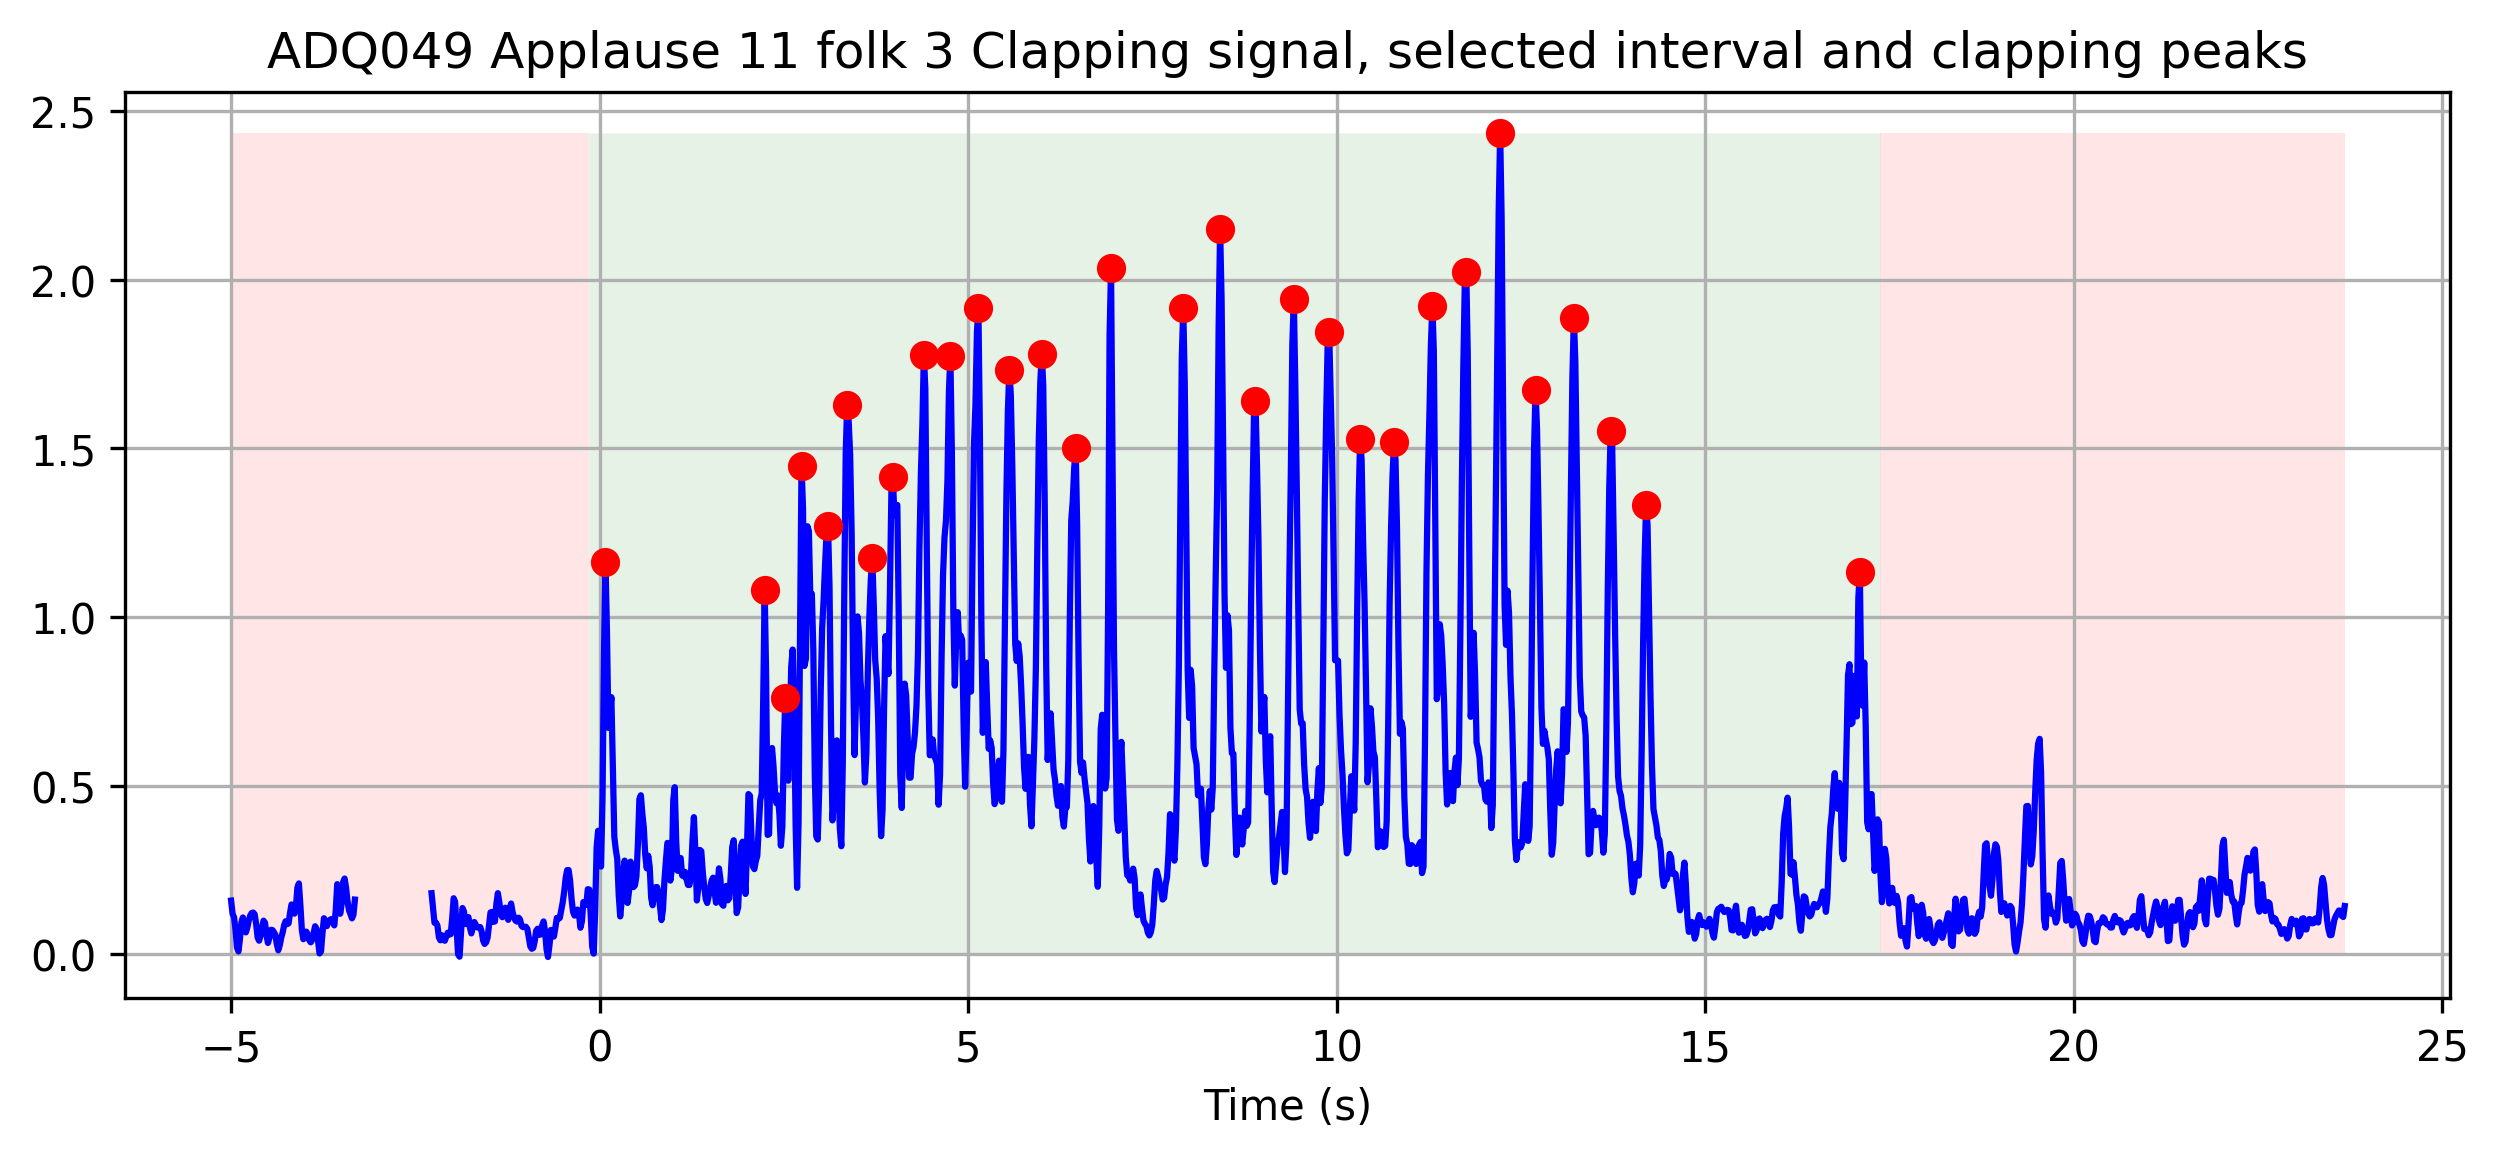 ADQ049 Applause 11 folk 3 Clapping signal, selected interval and clapping peaks
2.5
2.0
1.5
1.0
0.5
0.0
−5 0 5 10 15 20 25
Time (s)